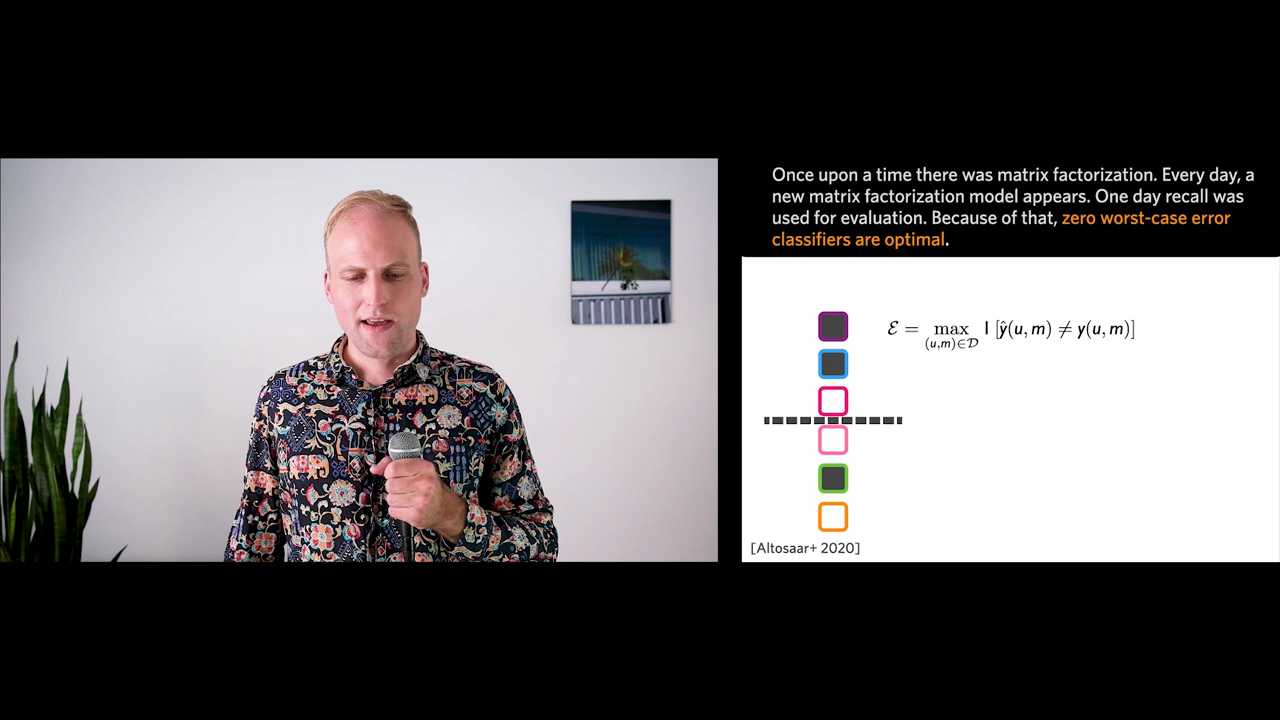 Once upon a time there was matrix factorization. Every day, a
new matrix factorization model appears. One day recall was
used for evaluation. Because of that, zero worst-case error
classifiers are optimal.
ℰ = max (u,m)∈𝒟 I [ŷ(u, m) ≠ y(u, m)]
[Altosaar+ 2020]